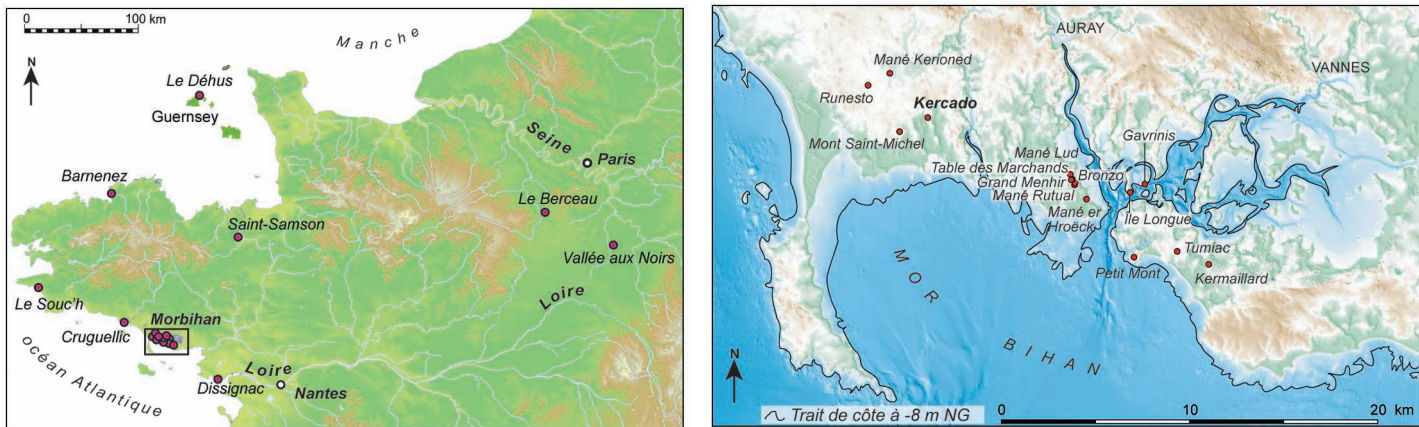 0 100 km
Manche
N
Le Déhus
Guernsey
Seine
Paris
Barnenez
Le Berceau
Saint-Samson
Vallée aux Noirs
Le Souc'h
Loire
Morbihan
Cruguellic
océan Atlantique
Loire
Dissignac
Nantes
AURAY
VANNES
Mané Kerioned
Runesto
Kercado
Mont Saint-Michel
Gavrinis
Mané Lud
Table des Marchands
Bronzo
Grand Menhir
Mané Rutual
Mané er
Hroëck
Ile Longue
Tumiac
Petit Mont
Kermaillard
MOR
BIHAN
N
Trait de côte à -8 m NG
0 10 20 km